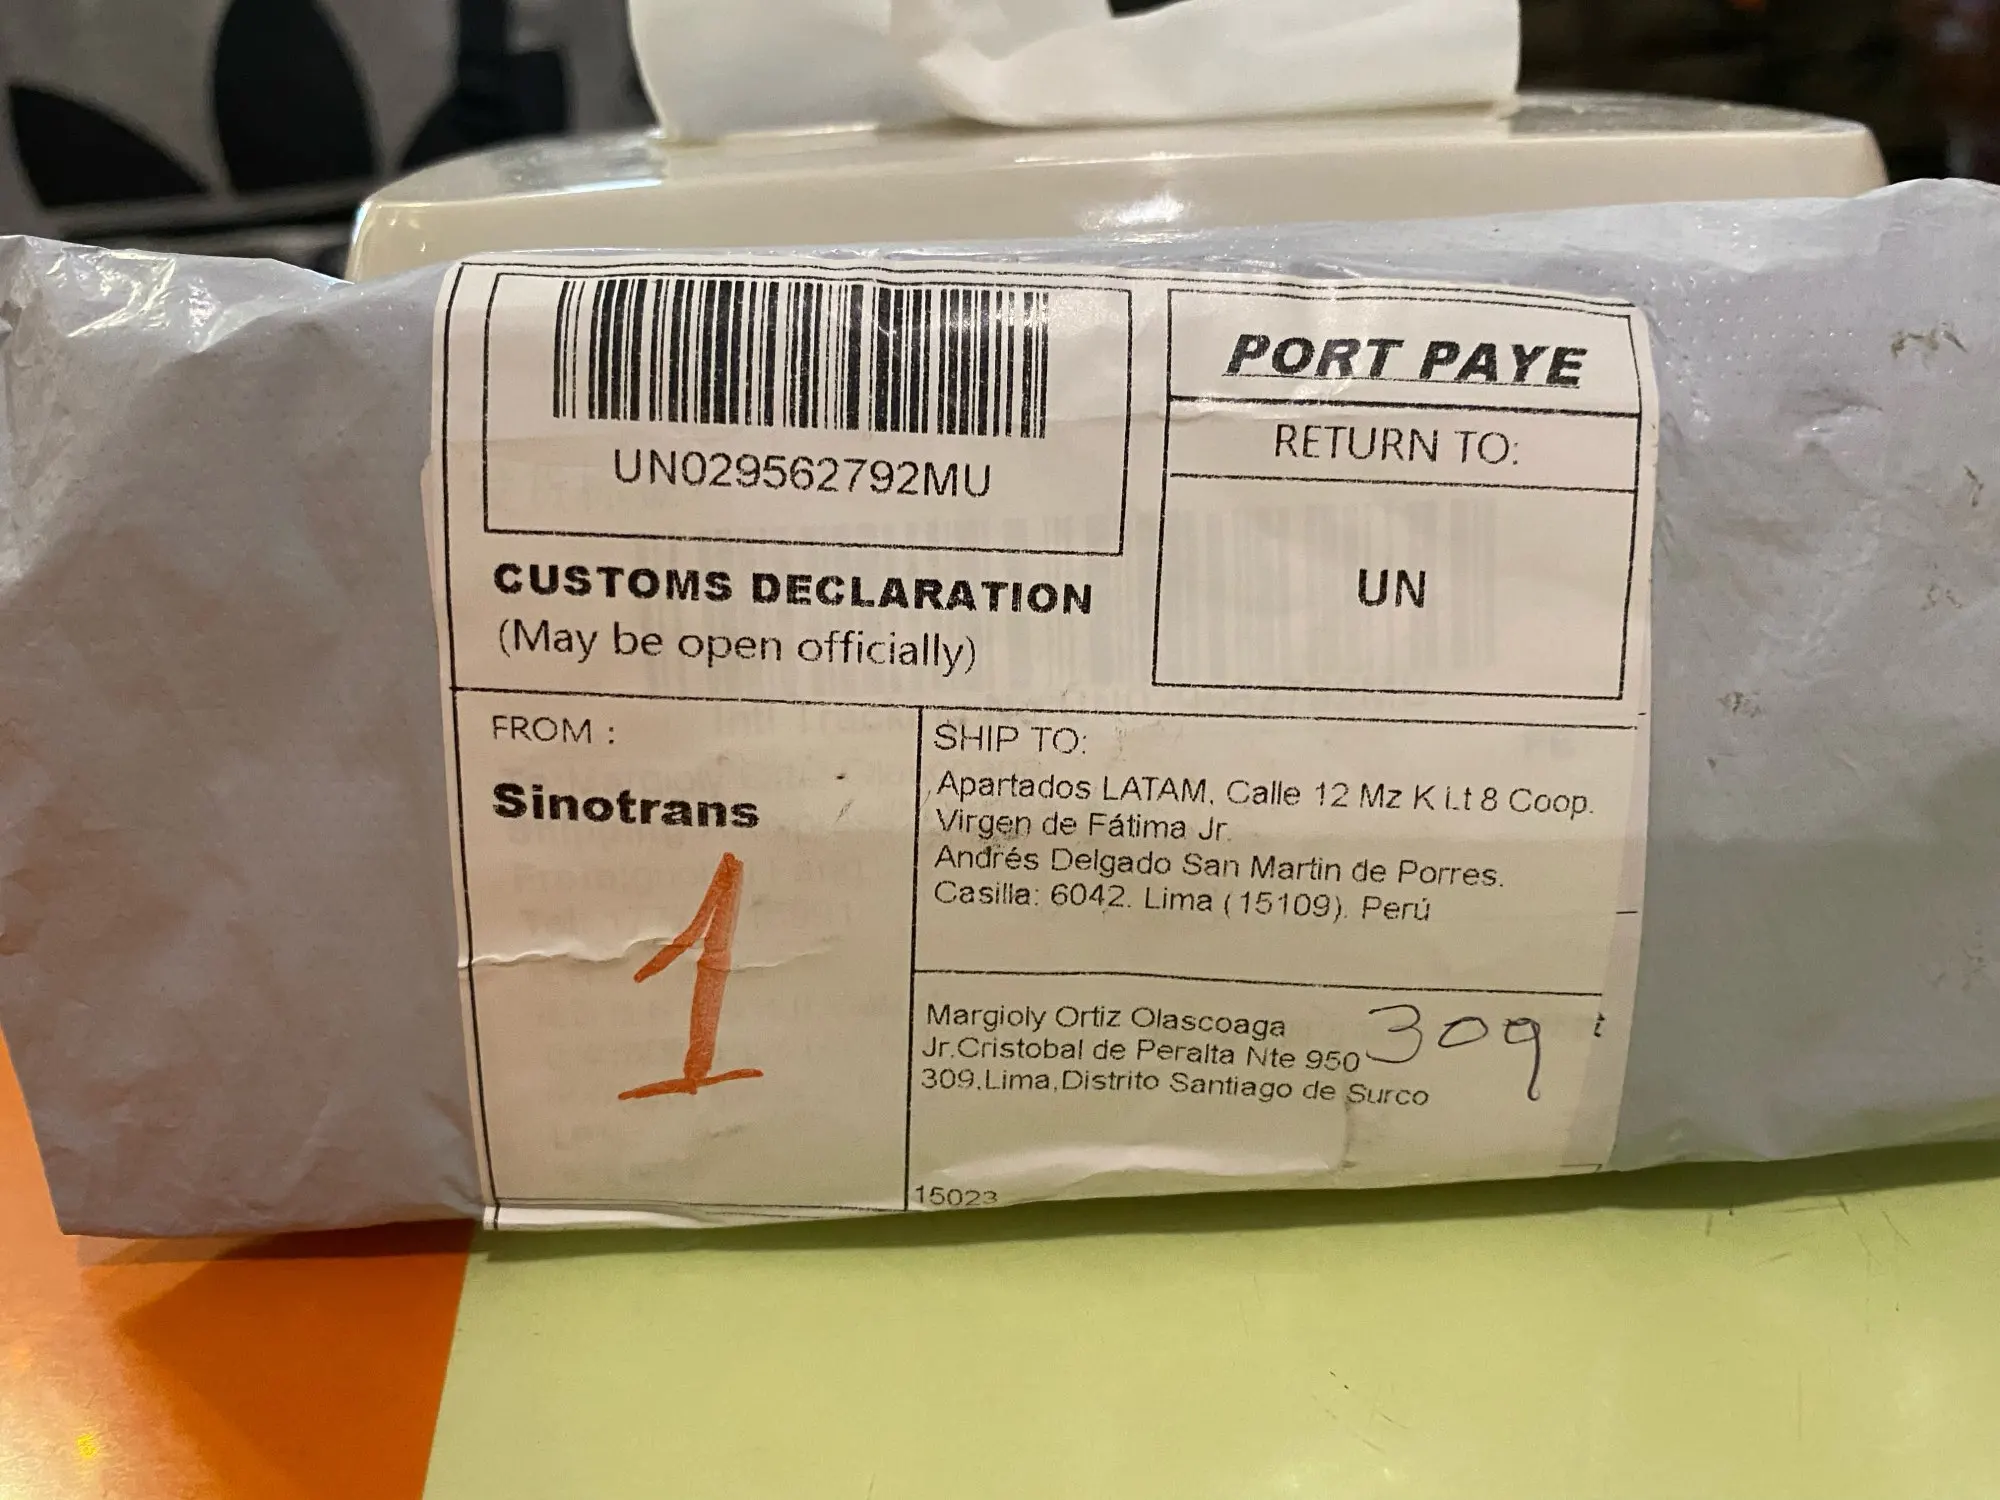 UN029562792MU
PORT PAYE
RETURN TO:
UN
CUSTOMS DECLARATION
(May be open officially)
FROM :
Sinotrans
1
SHIP TO:
Apartados LATAM, Calle 12 Mz K Lt 8 Coop.
Virgen de Fátima Jr.
Andrés Delgado San Martin de Porres.
Casilla: 6042. Lima (15109). Perú
Margioly Ortiz Olascoaga
Jr.Cristobal de Peralta Nte 950
309,Lima,Distrito Santiago de Surco
309
15023